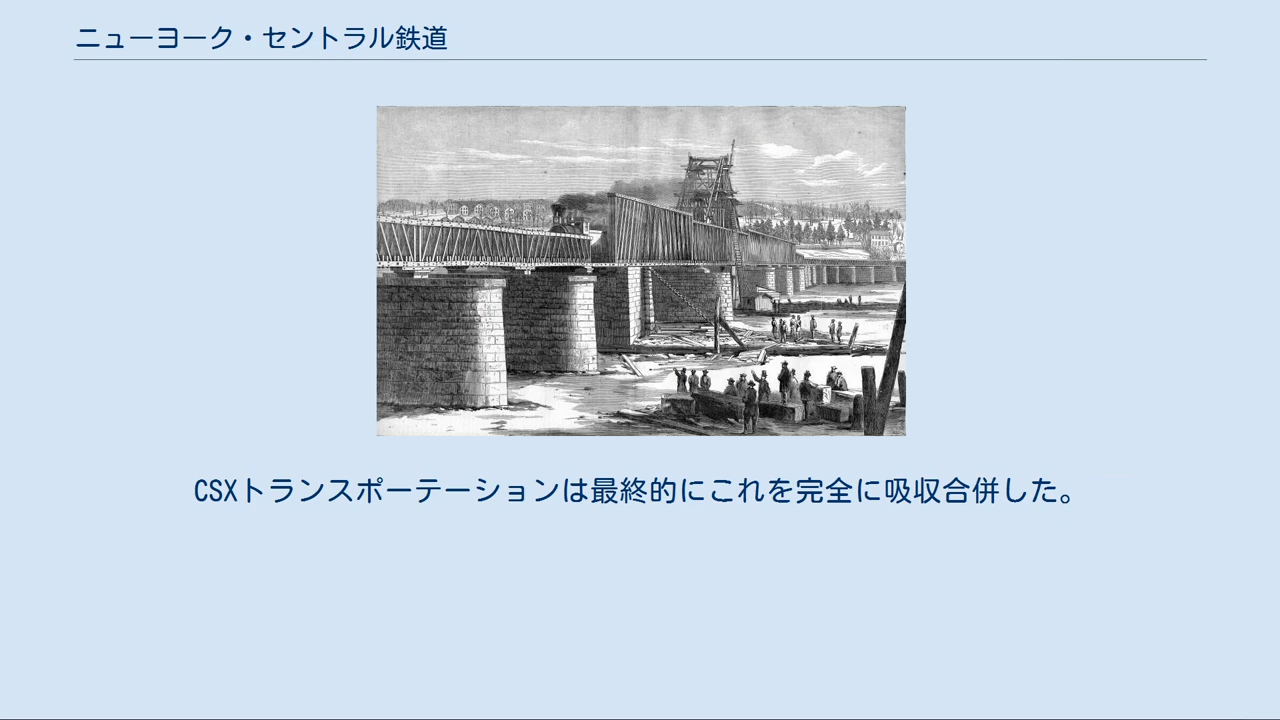 ニューヨーク・セントラル鉄道
CSXトランスポーテーションは最終的にこれを完全に吸収合併した。